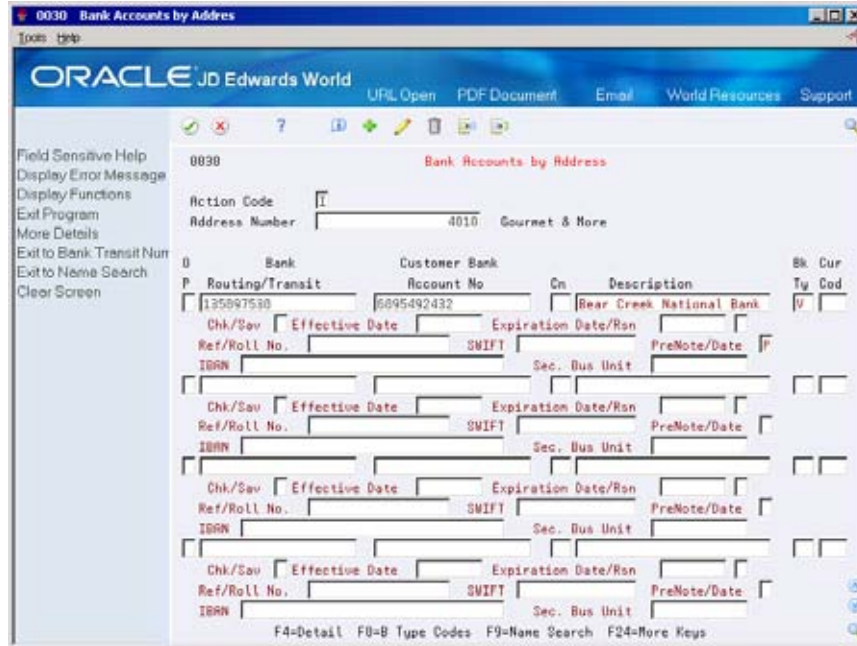 0030 Bank Accounts by Addres
Tools Help
ORACLE JD Edwards World
URL Open PDF Document Email World Resources Support
Field Sensitive Help
Display Error Message
Display Functions
Exit Program
More Details
Exit to Bank Transit Num
Exit to Name Search
Clear Screen
0030 Bank Accounts by Address
Action Code I
Address Number 4010 Gourmet & More
O Bank Customer Bank Bk Cur
P Routing/Transit Account No Cn Description Ty Cod
135897530 6895492432 Bear Creek National Bank V
Chk/Sav Effective Date Expiration Date/Rsn
Ref/Roll No. SWIFT PreNote/Date P
IBAN Sec. Bus Unit
Chk/Sav Effective Date Expiration Date/Rsn
Ref/Roll No. SWIFT PreNote/Date
IBAN Sec. Bus Unit
Chk/Sav Effective Date Expiration Date/Rsn
Ref/Roll No. SWIFT PreNote/Date
IBAN Sec. Bus Unit
Chk/Sav Effective Date Expiration Date/Rsn
Ref/Roll No. SWIFT PreNote/Date
IBAN Sec. Bus Unit
F4=Detail F8=B Type Codes F9=Name Search F24=More Keys